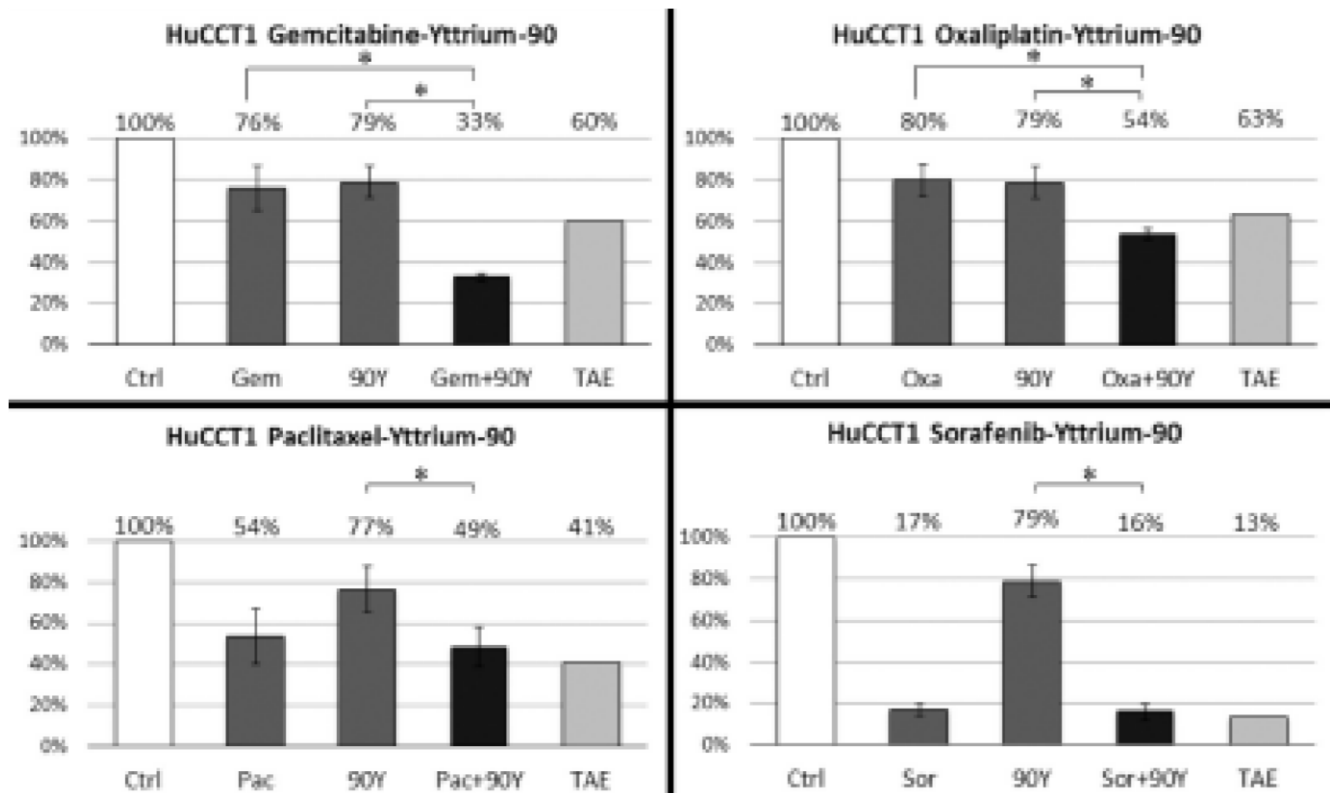 HuCCT1 Gemcitabine-Yttrium-90
*
*
100% 76% 79% 33% 60%
100%
80%
60%
40%
20%
0%
Ctrl Gem 90Y Gem+90Y TAE
HuCCT1 Oxaliplatin-Yttrium-90
*
*
100% 80% 79% 54% 63%
100%
80%
60%
40%
20%
0%
Ctrl Oxa 90Y Oxa+90Y TAE
HuCCT1 Paclitaxel-Yttrium-90
*
100% 54% 77% 49% 41%
100%
80%
60%
40%
20%
0%
Ctrl Pac 90Y Pac+90Y TAE
HuCCT1 Sorafenib-Yttrium-90
*
100% 17% 79% 16% 13%
100%
80%
60%
40%
20%
0%
Ctrl Sor 90Y Sor+90Y TAE